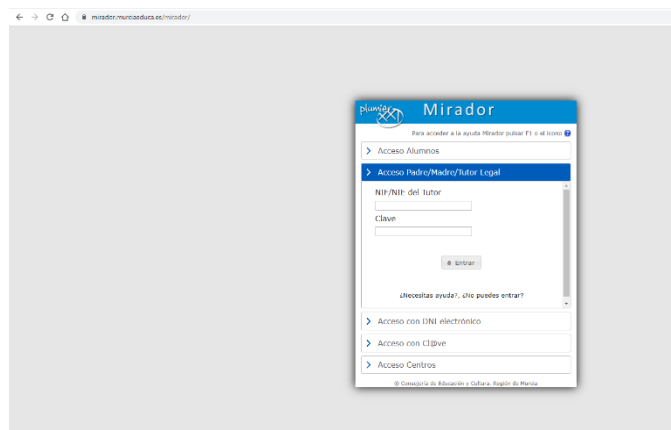 mirador.murciaeduca.es/mirador/
plumier XXI
Mirador
Para acceder a la ayuda Mirador pulsar F1 o el icono
Acceso Alumnos
Acceso Padre/Madre/Tutor Legal
NIF/NIE del Tutor
Clave
Entrar
¿Necesitas ayuda?, ¿No puedes entrar?
Acceso con DNI electrónico
Acceso con Cl@ve
Acceso Centros
© Consejería de Educación y Cultura. Región de Murcia